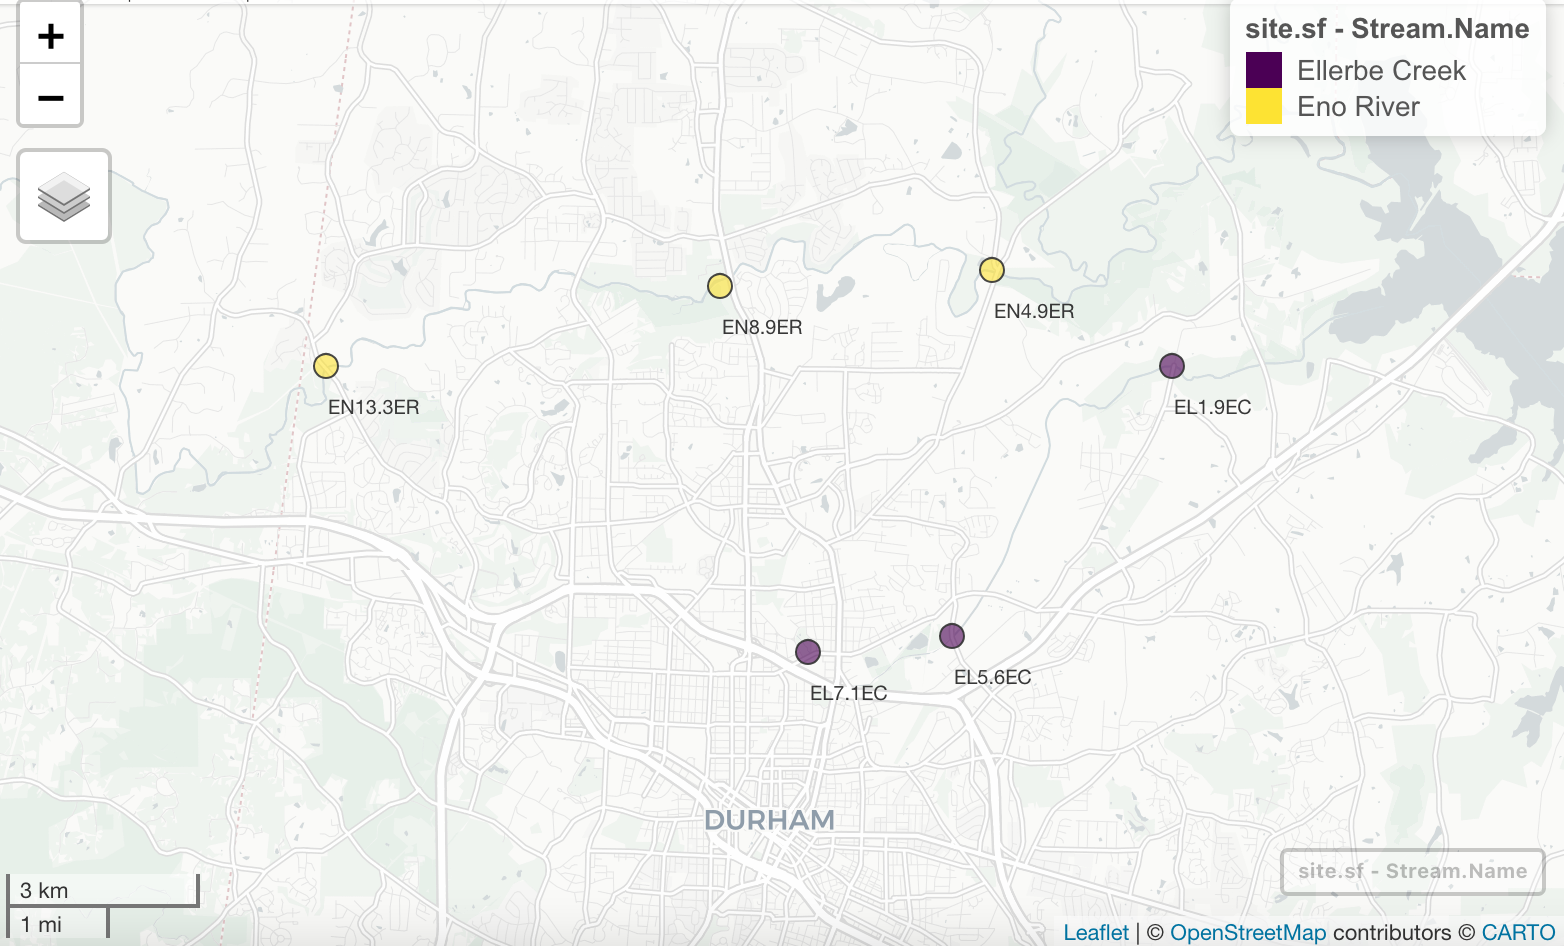 +
site.sf - Stream.Name
Ellerbe Creek
Eno River
−
EN8.9ER
EN4.9ER
EN13.3ER
EL1.9EC
EL7.1EC
EL5.6EC
DURHAM
site.sf - Stream.Name
3 km
1 mi
Leaflet | © OpenStreetMap contributors © CARTO